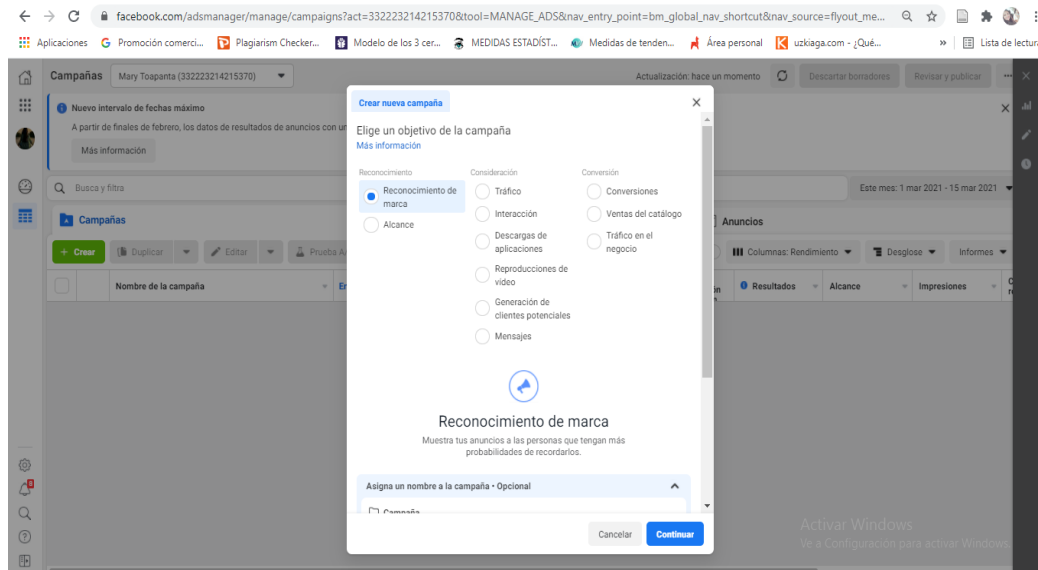 facebook.com/adsmanager/manage/campaigns?act=332223214215370&tool=MANAGE_ADS&nav_entry_point=bm_global_nav_shortcut&nav_source=flyout_me...
Aplicaciones Promoción comerci... Plagiarism Checker... Modelo de los 3 cer... MEDIDAS ESTADÍST... Medidas de tenden... Área personal uzkiaga.com - ¿Qué... » Lista de lectur
Campañas Mary Toapanta (332223214215370) Actualización: hace un momento Descartar borradores Revisar y publicar
Nuevo intervalo de fechas máximo
A partir de finales de febrero, los datos de resultados de anuncios con un
Más información
Busca y filtra Este mes: 1 mar 2021 - 15 mar 2021
Campañas Anuncios
+ Crear Duplicar Editar Prueba A Columnas: Rendimiento Desglose Informes
Nombre de la campaña En Resultados Alcance Impresiones
Crear nueva campaña
Elige un objetivo de la campaña
Más información
Reconocimiento Consideración Conversión
Reconocimiento de marca
Alcance
Tráfico
Interacción
Descargas de
aplicaciones
Reproducciones de
video
Generación de
clientes potenciales
Mensajes
Conversiones
Ventas del catálogo
Tráfico en el
negocio
Reconocimiento de marca
Muestra tus anuncios a las personas que tengan más
probabilidades de recordarlos.
Asigna un nombre a la campaña • Opcional
Campaña
Cancelar Continuar
Activar Windows
Ve a Configuración para activar Windows.